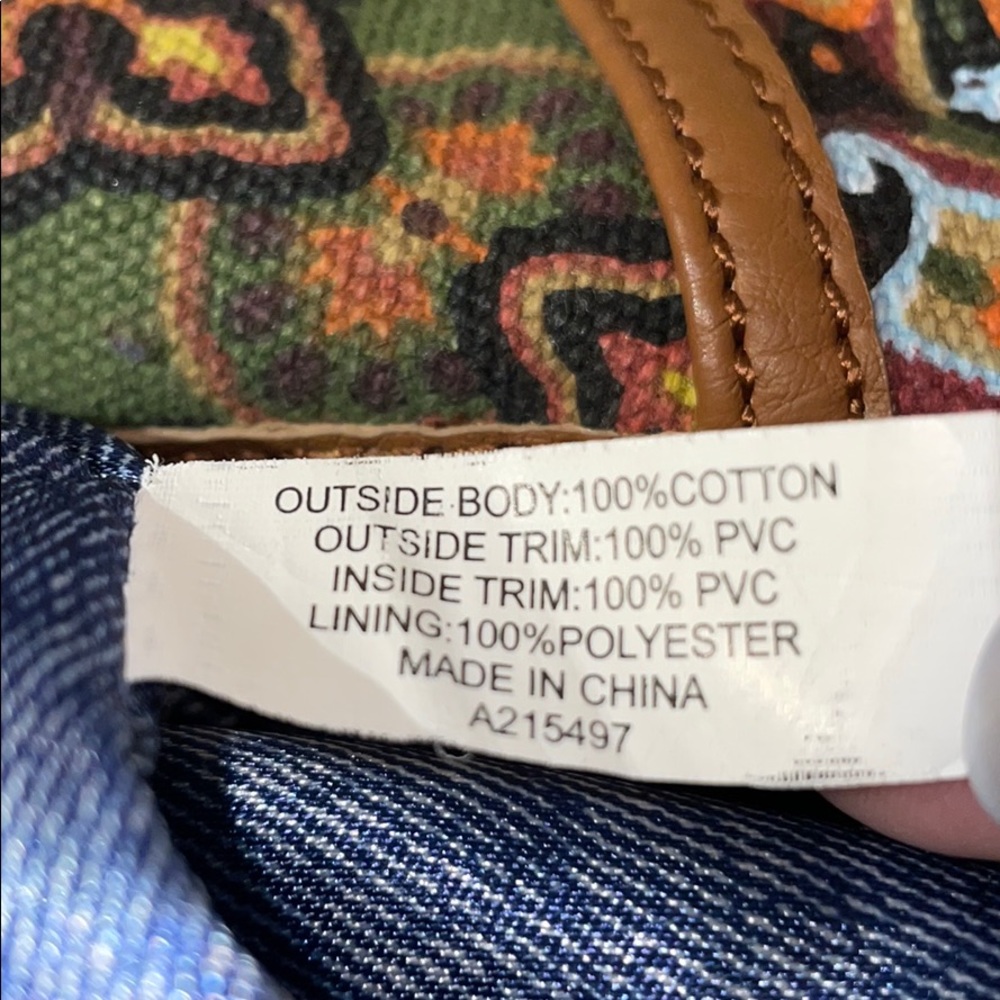 OUTSIDE BODY:100%COTTON
OUTSIDE TRIM:100% PVC
INSIDE TRIM:100% PVC
LINING:100%POLYESTER
MADE IN CHINA
A215497